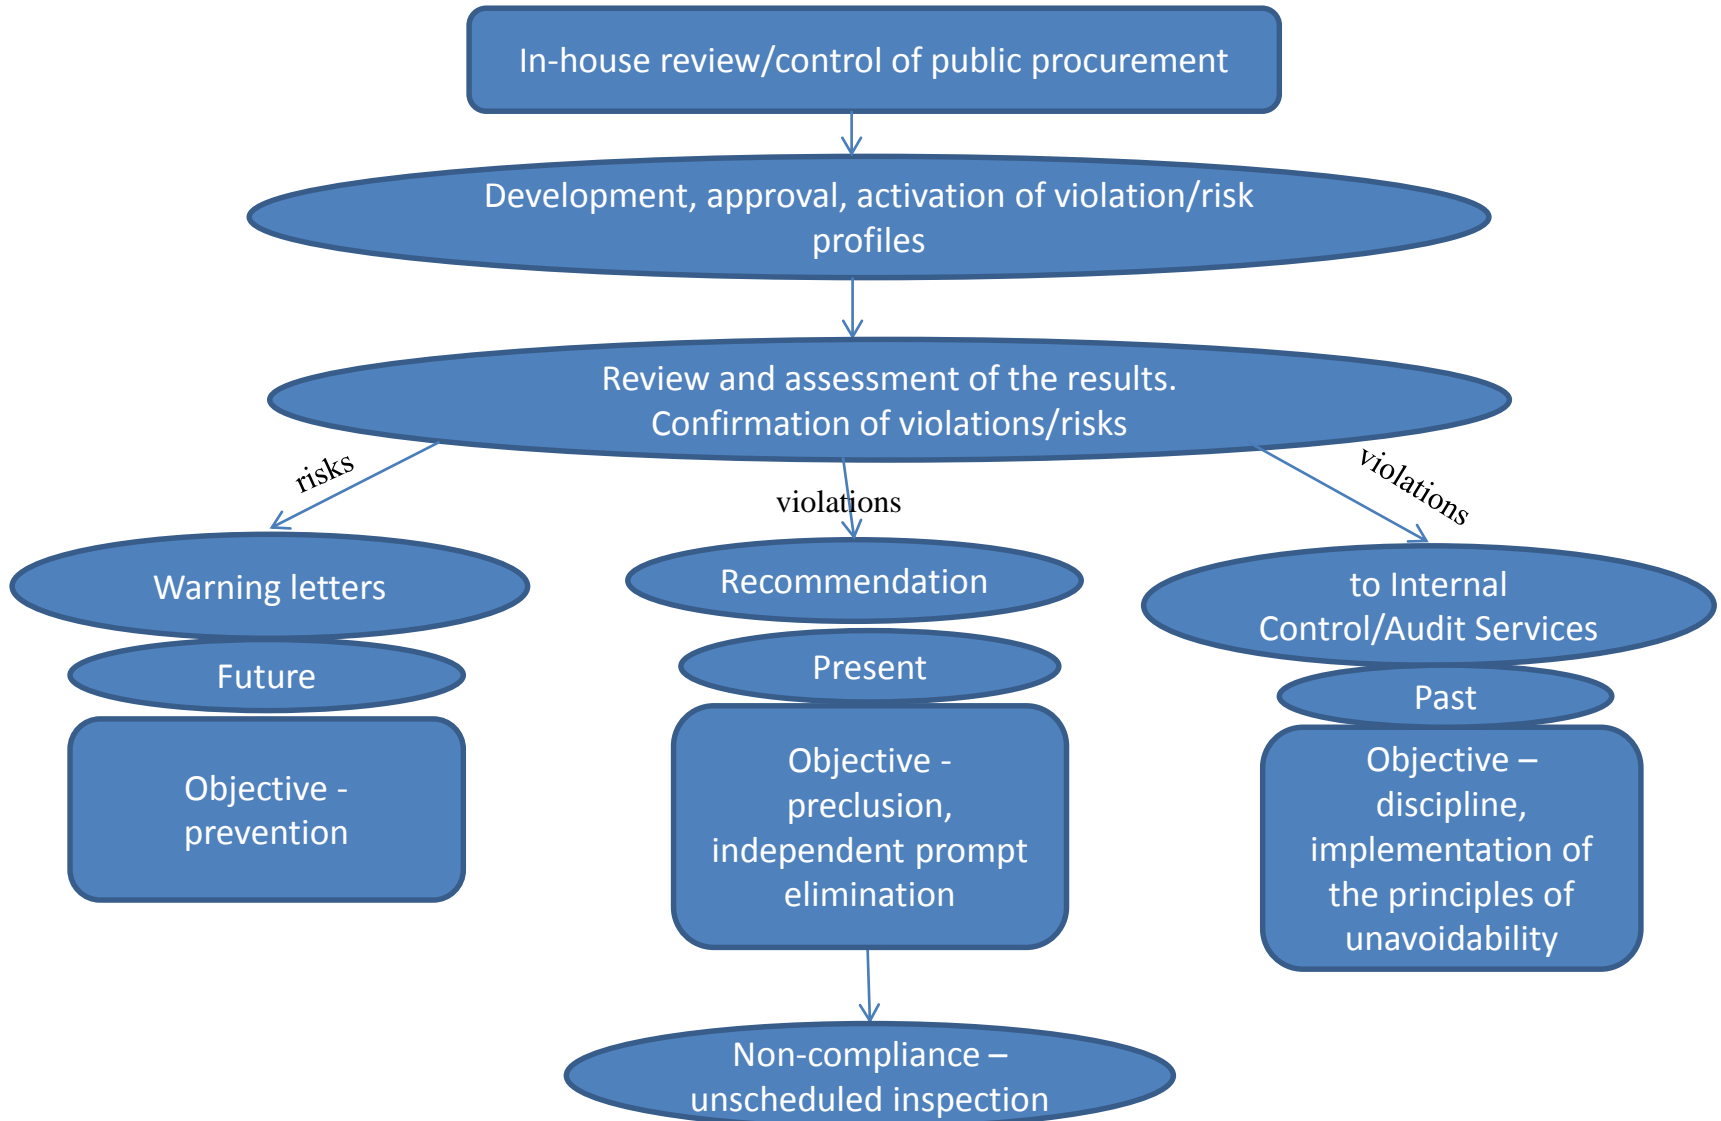 In-house review/control of public procurement
Development, approval, activation of violation/risk
profiles
Review and assessment of the results.
Confirmation of violations/risks
risks
violations
violations
Warning letters
Future
Objective -
prevention
Recommendation
Present
Objective -
preclusion,
independent prompt
elimination
Non-compliance –
unscheduled inspection
to Internal
Control/Audit Services
Past
Objective –
discipline,
implementation of
the principles of
unavoidability